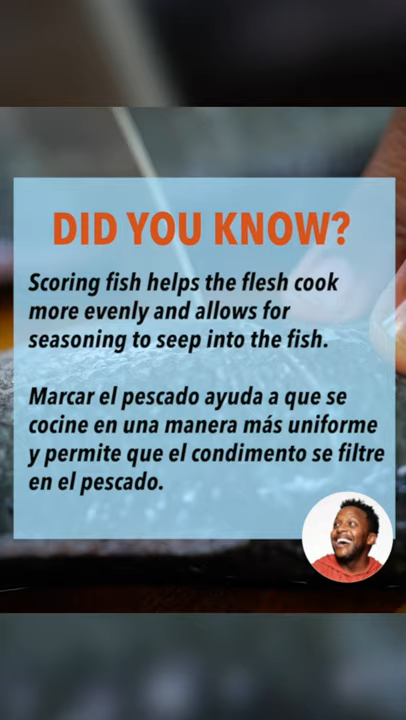 DID YOU KNOW?
Scoring fish helps the flesh cook
more evenly and allows for
seasoning to seep into the fish.
Marcar el pescado ayuda a que se
cocine en una manera más uniforme
y permite que el condimento se filtre
en el pescado.